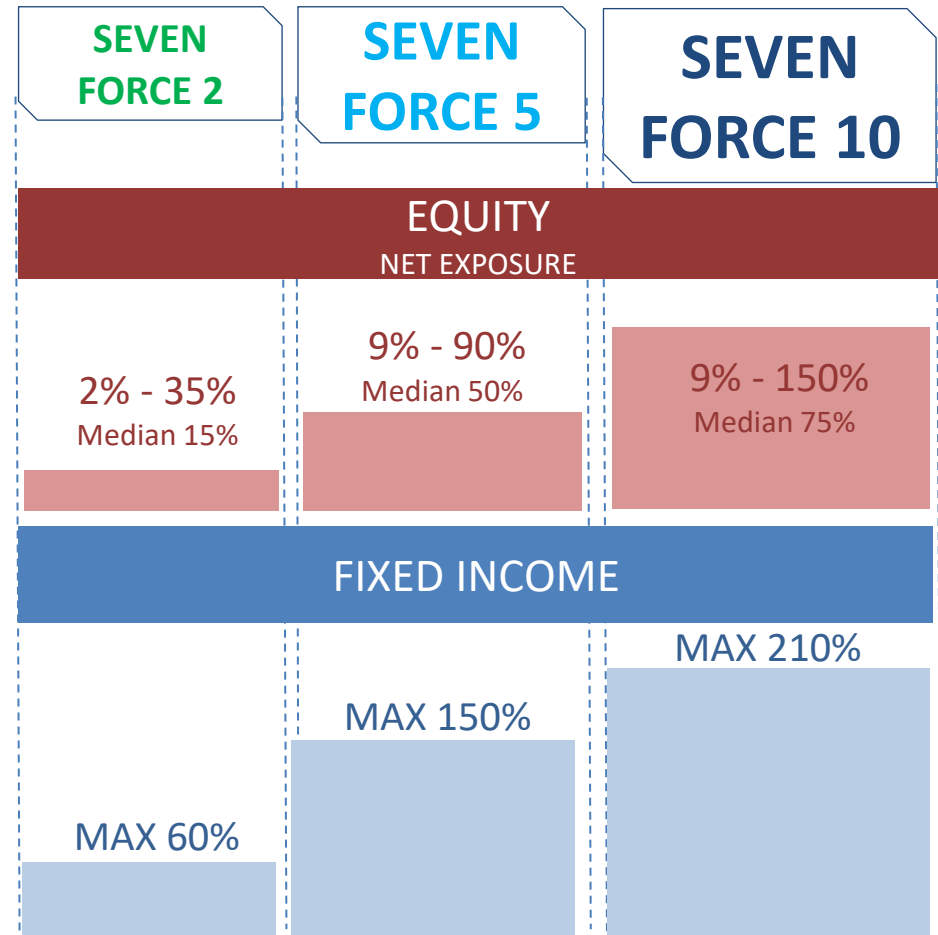 SEVEN
FORCE 2
SEVEN
FORCE 5
SEVEN
FORCE 10
EQUITY
NET EXPOSURE
2% - 35%
Median 15%
9% - 90%
Median 50%
9% - 150%
Median 75%
FIXED INCOME
MAX 60%
MAX 150%
MAX 210%